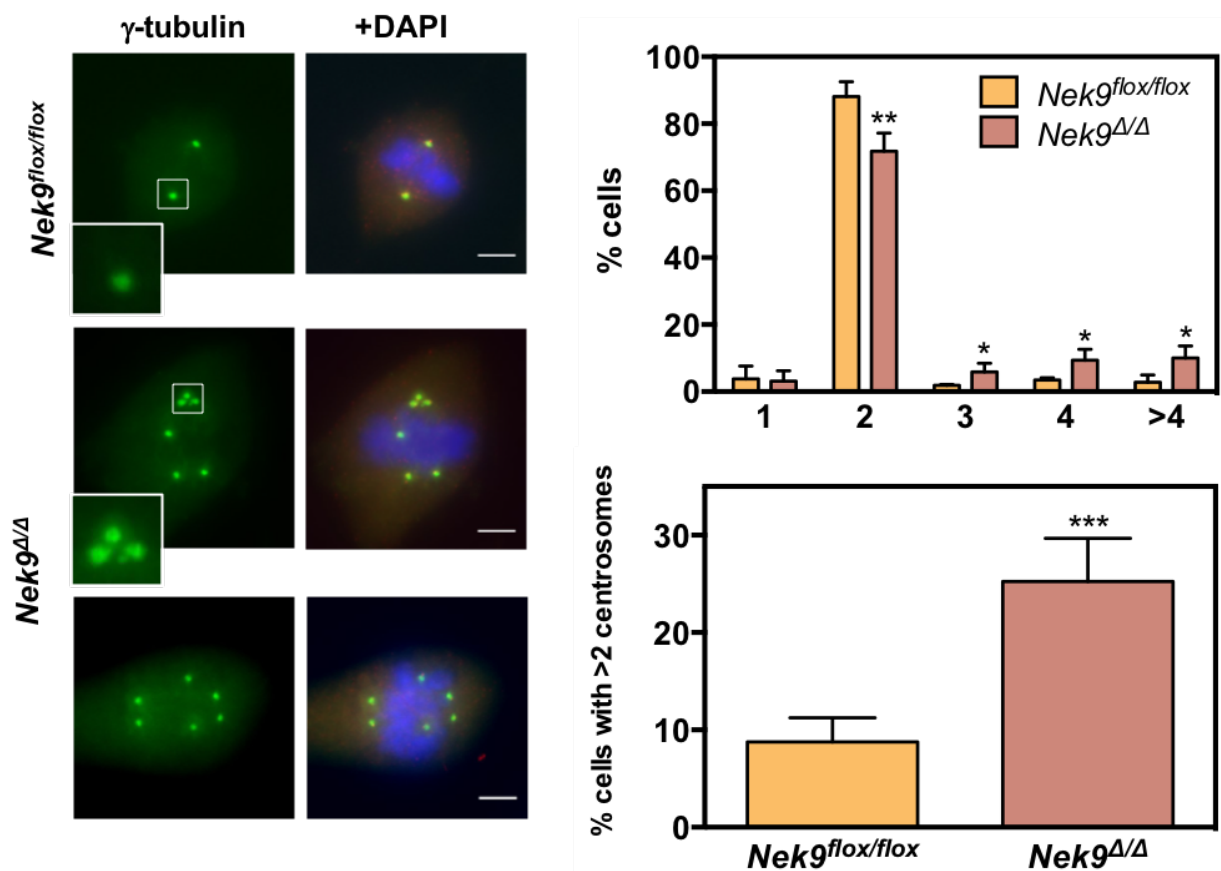 γ-tubulin
+DAPI
Nek9flox/flox
Nek9Δ/Δ
% cells
100
80
60
40
20
0
Nek9flox/flox
Nek9Δ/Δ
**
*
*
*
1
2
3
4
>4
% cells with >2 centrosomes
30
20
10
0
***
Nek9flox/flox
Nek9Δ/Δ